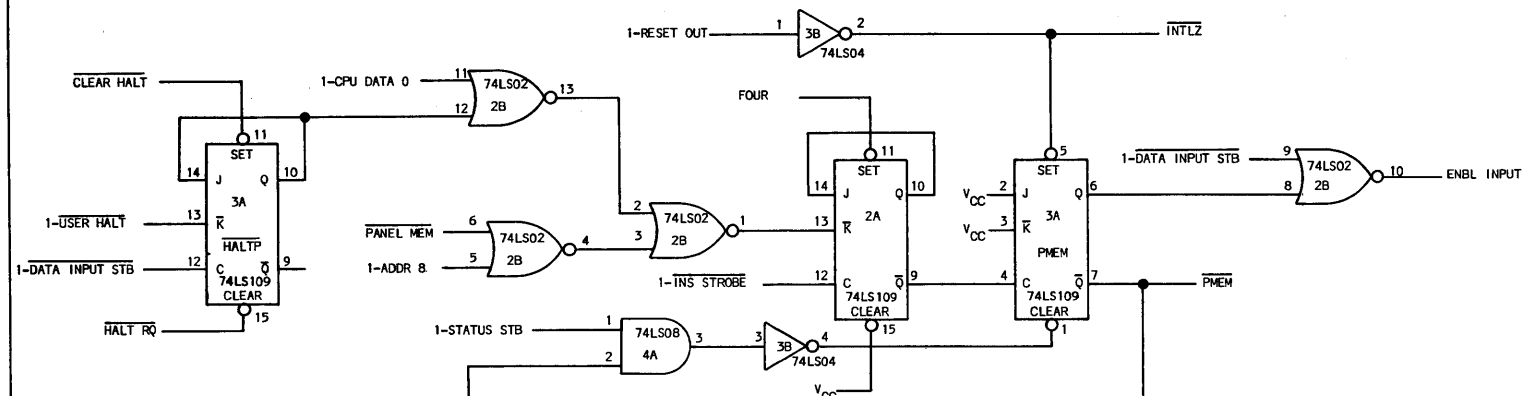 1-RESET OUT 1 3B 2 INTLZ
74LS04
CLEAR HALT 1-CPU DATA 0 11 74LS02 13
12 2B
FOUR
11 SET
14 J Q 10
3A
1-USER HALT 13 K
HALTP
1-DATA INPUT STB 12 C Q 9
74LS109
CLEAR
HALT RQ 15
PANEL MEM 6 74LS02 4
1-ADDR 8 5 2B
2 74LS02 1
3 2B
11 SET
14 J Q 10
2A
13 K
1-INS STROBE 12 C Q 9
74LS109
CLEAR
15
VCC
5 SET
VCC 2 J Q 6
3A
VCC 3 K
PMEM
4 C Q 7 PMEM
74LS109
CLEAR
1
1-DATA INPUT STB 9 74LS02 10 ENBL INPUT
8 2B
1-STATUS STB 1 74LS08 3 3 3B 4
2 4A 74LS04